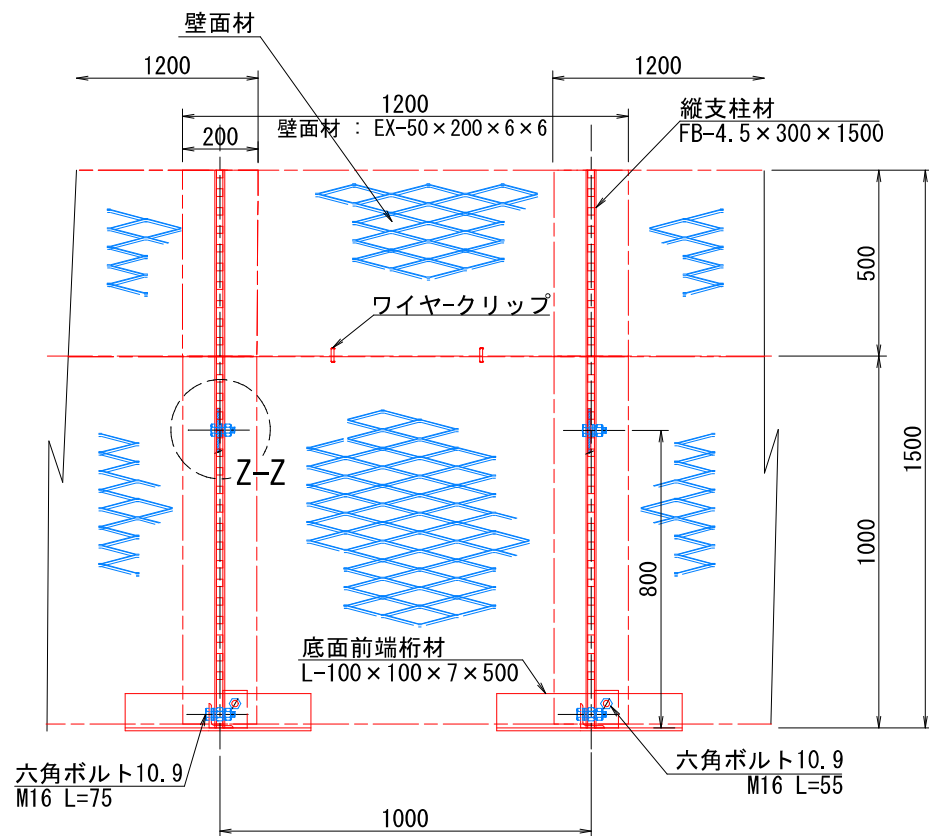 壁面材
1200
1200
1200
壁面材 : EX-50×200×6×6
縦支柱材
FB-4.5×300×1500
200
500
ワイヤークリップ
1500
Z-Z
1000
800
底面前端桁材
L-100×100×7×500
六角ボルト10.9
M16 L=75
六角ボルト10.9
M16 L=55
1000